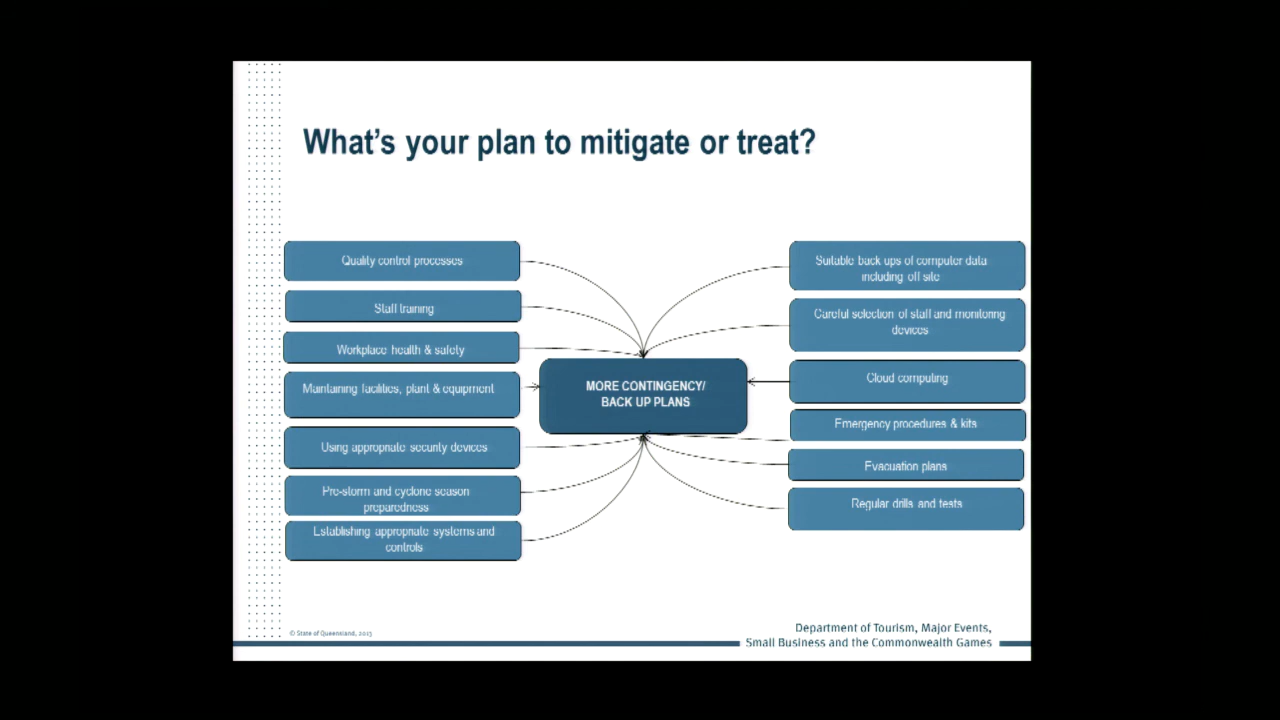 What's your plan to mitigate or treat?
Quality control processes
Staff training
Workplace health & safety
Maintaining facilities, plant & equipment
Using appropriate security devices
Pre-storm and cyclone season
preparedness
Establishing appropriate systems and
controls
MORE CONTINGENCY/
BACK UP PLANS
Suitable back ups of computer data
including off site
Careful selection of staff and monitoring
devices
Cloud computing
Emergency procedures & kits
Evacuation plans
Regular drills and tests
© State of Queensland, 2013
Department of Tourism, Major Events,
Small Business and the Commonwealth Games